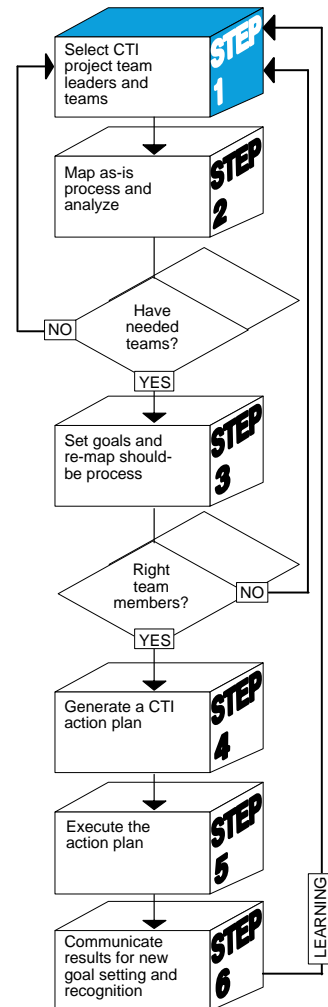 Select CTI
project team
leaders and
teams
STEP
1
Map as-is
process and
analyze
STEP
2
Have
needed
teams?
NO
YES
Set goals and
re-map should-
be process
STEP
3
Right
team
members?
NO
YES
Generate a CTI
action plan
STEP
4
Execute the
action plan
STEP
5
Communicate
results for new
goal setting and
recognition
STEP
6
LEARNING